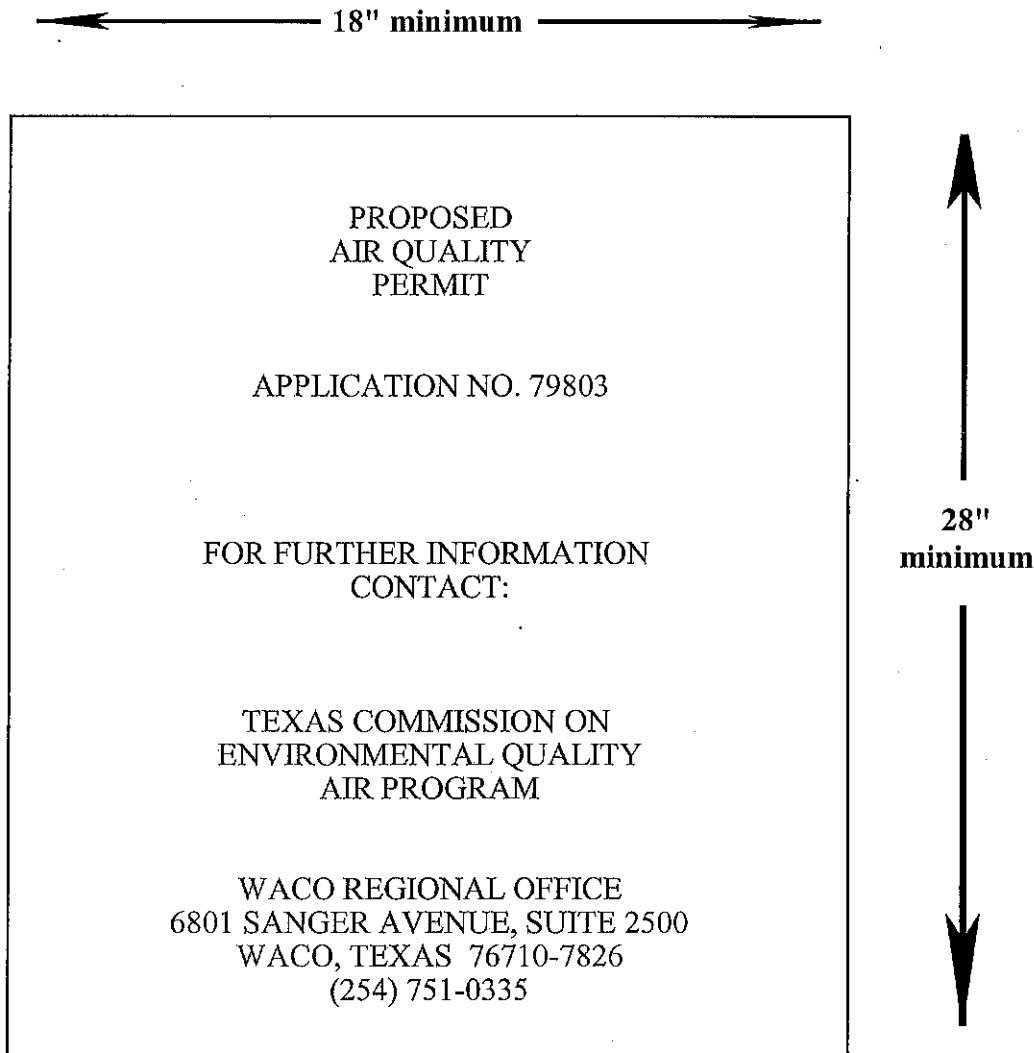 18" minimum
PROPOSED
AIR QUALITY
PERMIT
APPLICATION NO. 79803
FOR FURTHER INFORMATION
CONTACT:
28"
minimum
TEXAS COMMISSION ON
ENVIRONMENTAL QUALITY
AIR PROGRAM
WACO REGIONAL OFFICE
6801 SANGER AVENUE, SUITE 2500
WACO, TEXAS 76710-7826
(254) 751-0335